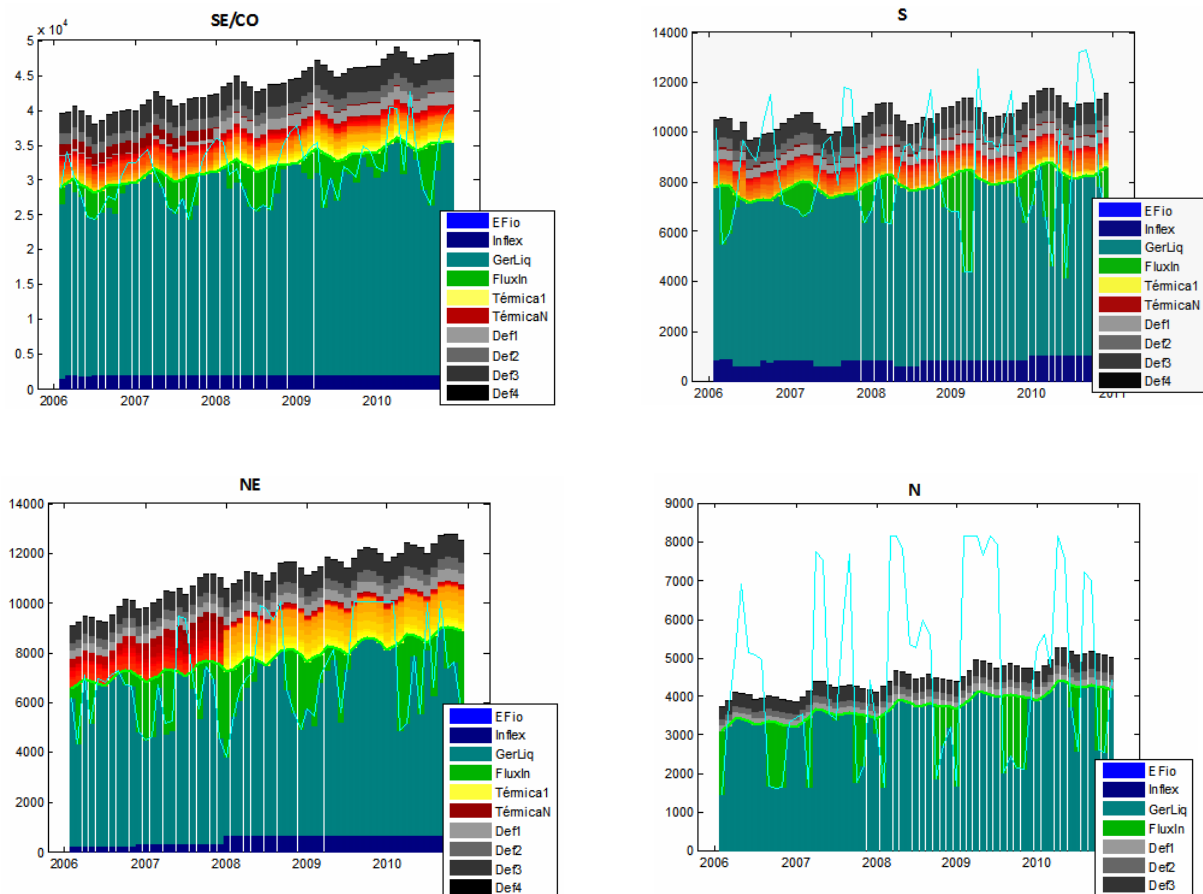 SE/CO
x 10⁴
5
4.5
4
3.5
3
2.5
2
1.5
1
0.5
0
2006 2007 2008 2009 2010
EFio
Inflex
GerLiq
FluxIn
Térmica1
TérmicaN
Def1
Def2
Def3
Def4
S
14000
12000
10000
8000
6000
4000
2000
0
2006 2007 2008 2009 2010
EFio
Inflex
GerLiq
FluxIn
Térmica1
TérmicaN
Def1
Def2
Def3
Def4
NE
14000
12000
10000
8000
6000
4000
2000
0
2006 2007 2008 2009 2010
EFio
Inflex
GerLiq
FluxIn
Térmica1
TérmicaN
Def1
Def2
Def3
Def4
N
9000
8000
7000
6000
5000
4000
3000
2000
1000
0
2006 2007 2008 2009 2010
EFio
Inflex
GerLiq
FluxIn
Def1
Def2
Def3